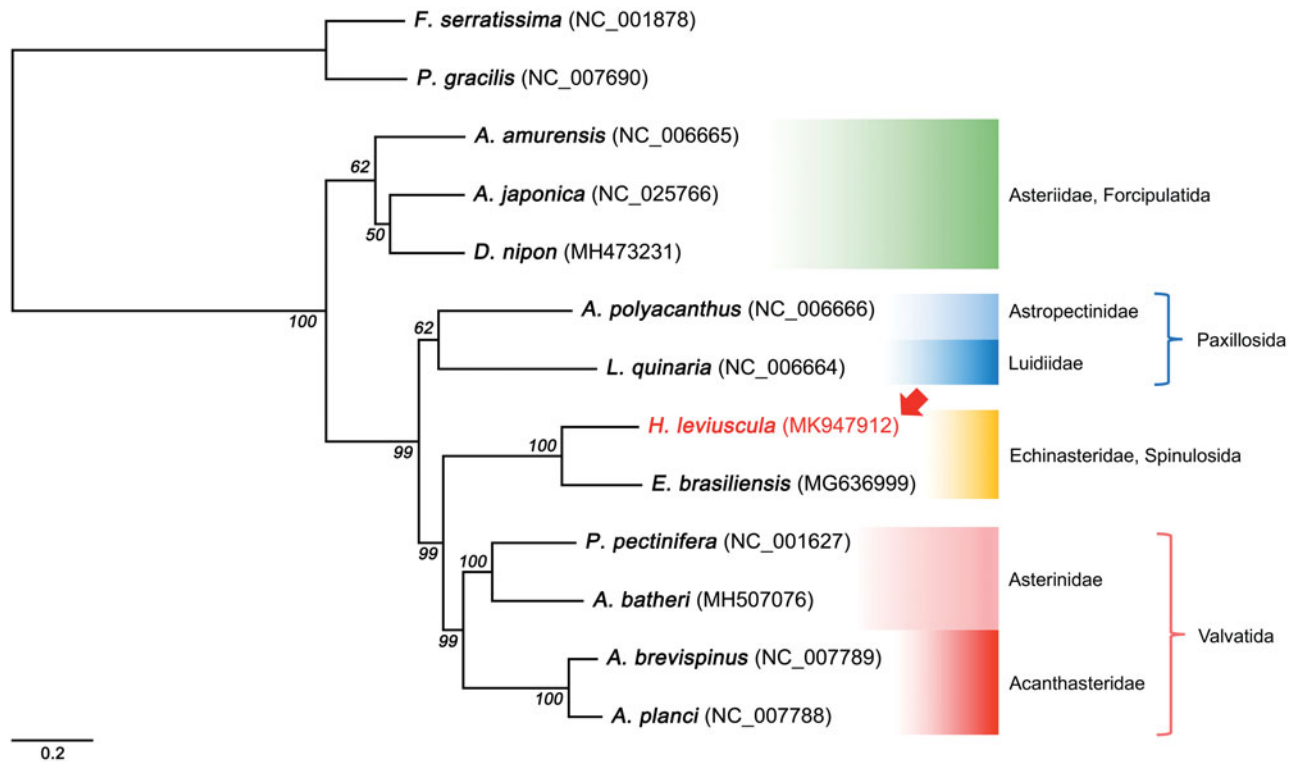 F. serratissima (NC_001878)
P. gracilis (NC_007690)
A. amurensis (NC_006665)
62
A. japonica (NC_025766)
Asteriidae, Forcipulatida
50
D. nipon (MH473231)
A. polyacanthus (NC_006666)
Astropectinidae
100
62
Paxillosida
L. quinaria (NC_006664)
Luidiidae
H. leviuscula (MK947912)
99
100
Echinasteridae, Spinulosida
E. brasiliensis (MG636999)
P. pectinifera (NC_001627)
99
100
Asterinidae
A. batheri (MH507076)
Valvatida
99
A. brevispinus (NC_007789)
Acanthasteridae
100
A. planci (NC_007788)
0.2